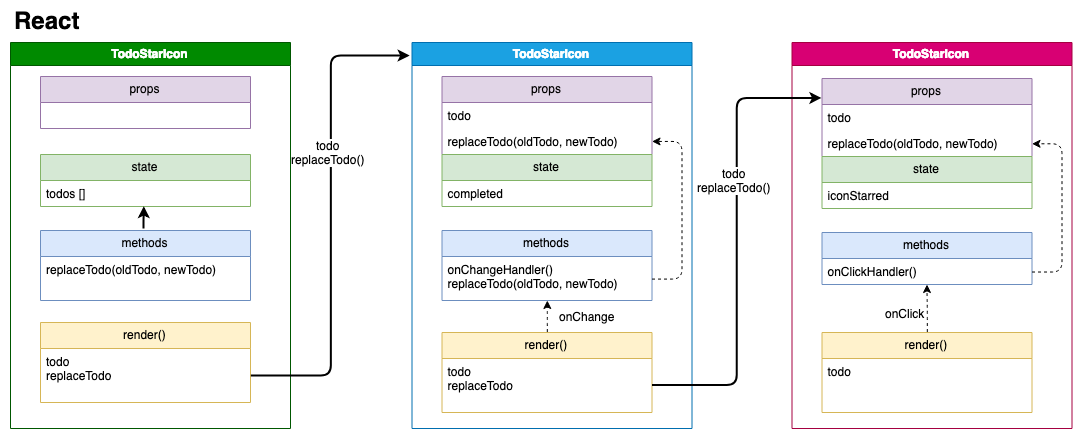 React
TodoStarIcon
props
state
todos []
methods
replaceTodo(oldTodo, newTodo)
render()
todo
replaceTodo
todo
replaceTodo()
TodoStarIcon
props
todo
replaceTodo(oldTodo, newTodo)
state
completed
methods
onChangeHandler()
replaceTodo(oldTodo, newTodo)
onChange
render()
todo
replaceTodo
todo
replaceTodo()
TodoStarIcon
props
todo
replaceTodo(oldTodo, newTodo)
state
iconStarred
methods
onClickHandler()
onClick
render()
todo